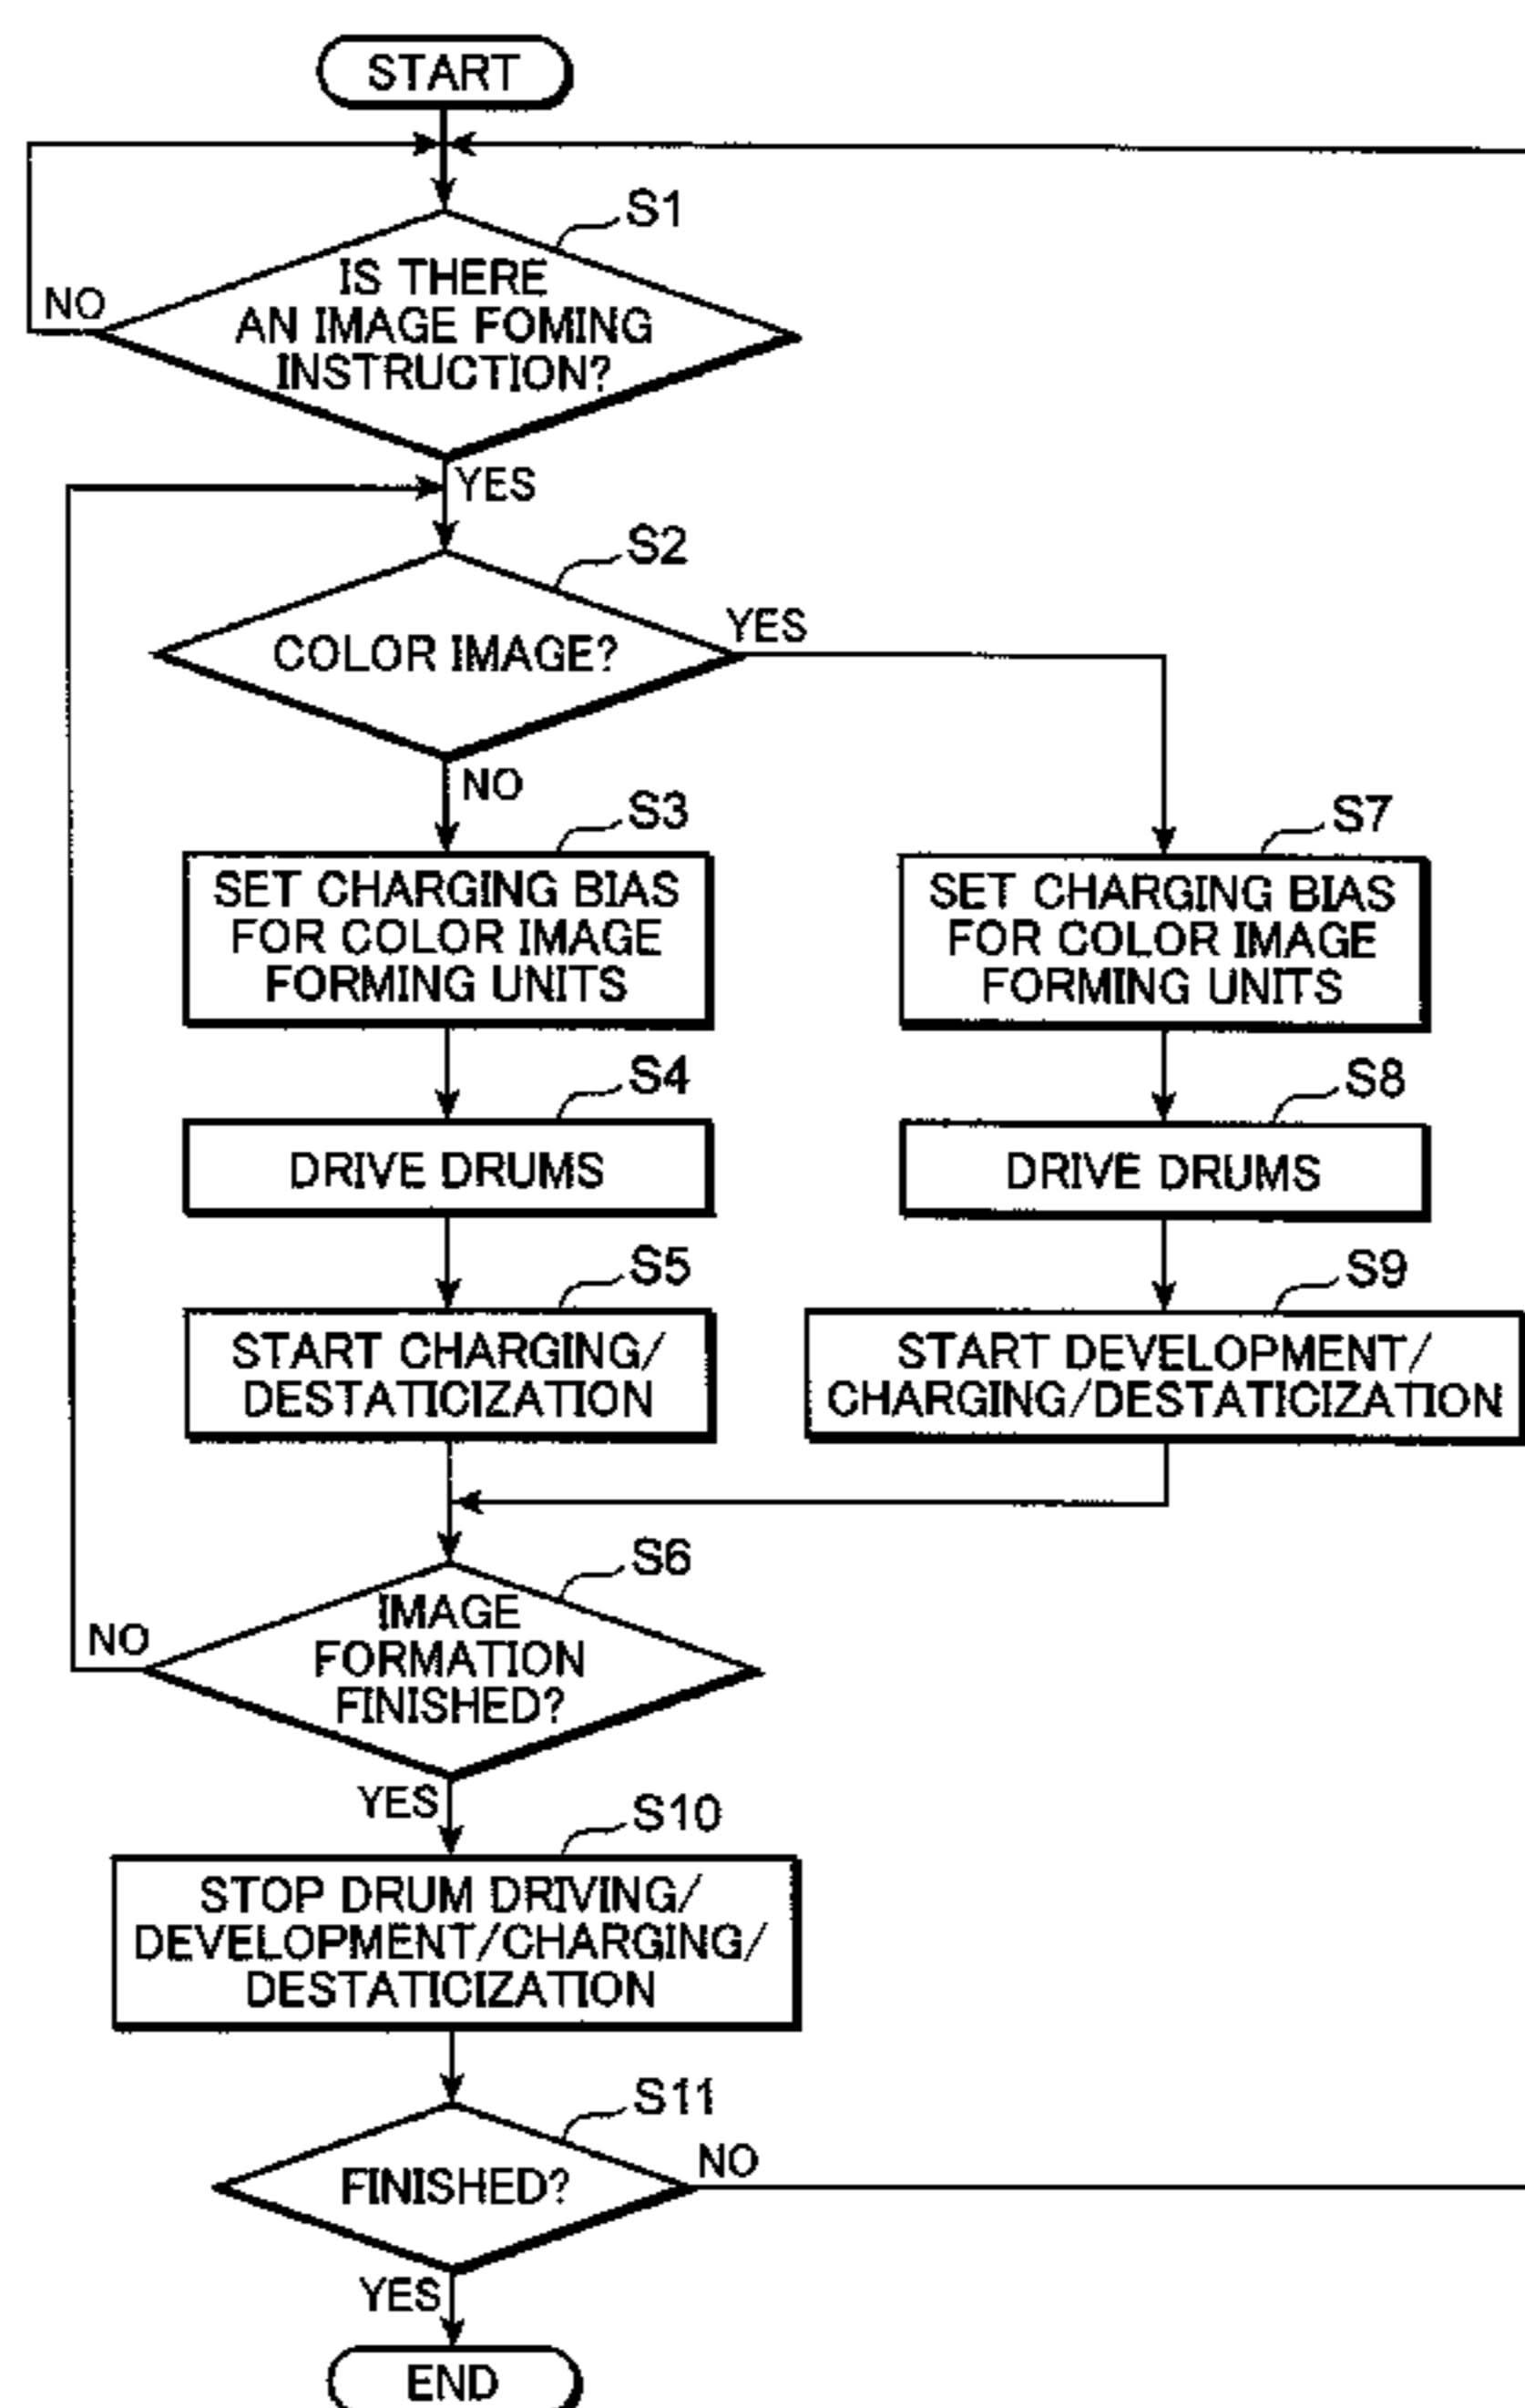 START
S1
IS THERE
AN IMAGE FOMING
INSTRUCTION?
NO
YES
S2
COLOR IMAGE?
YES
NO
S3
SET CHARGING BIAS
FOR COLOR IMAGE
FORMING UNITS
S7
SET CHARGING BIAS
FOR COLOR IMAGE
FORMING UNITS
S4
DRIVE DRUMS
S8
DRIVE DRUMS
S5
START CHARGING/
DESTATICIZATION
S9
START DEVELOPMENT/
CHARGING/DESTATICIZATION
S6
IMAGE
FORMATION
FINISHED?
NO
YES
S10
STOP DRUM DRIVING/
DEVELOPMENT/CHARGING/
DESTATICIZATION
S11
FINISHED?
NO
YES
END